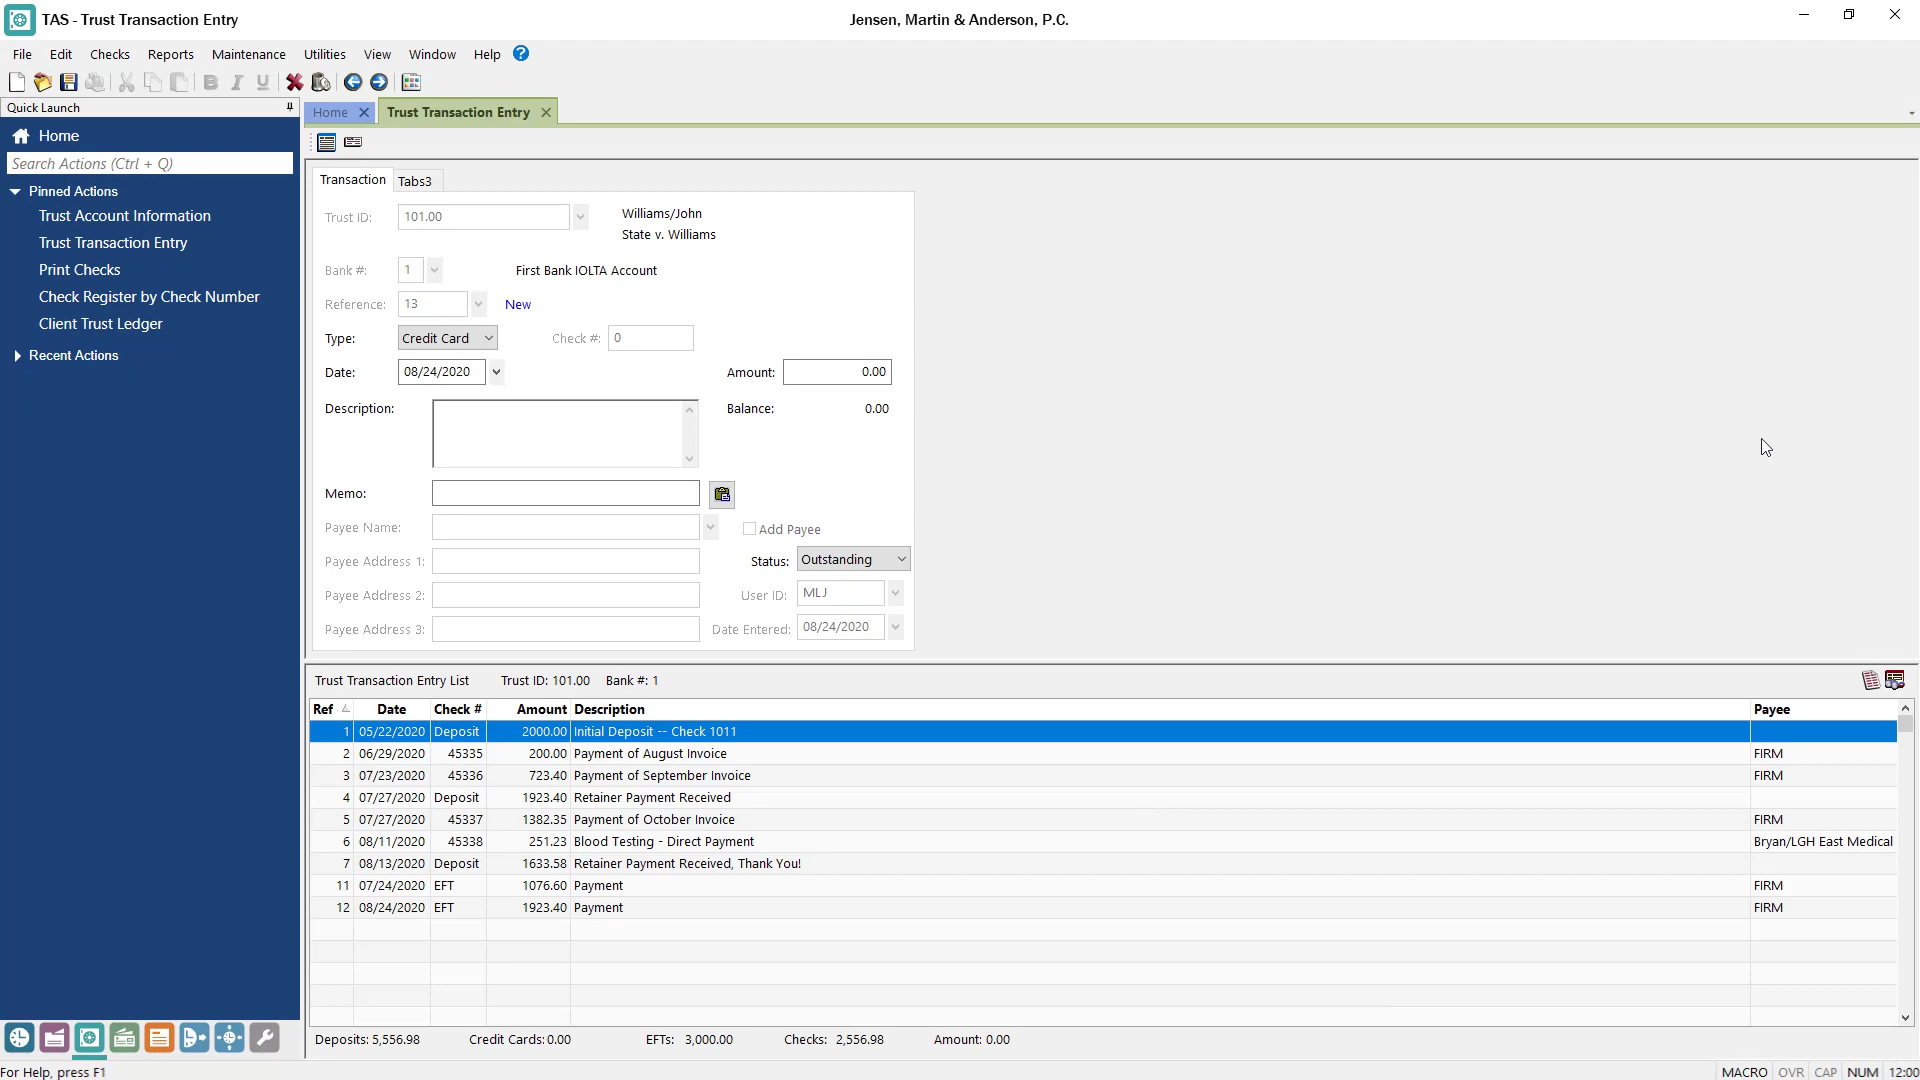 TAS - Trust Transaction Entry
Jensen, Martin & Anderson, P.C.
File Edit Checks Reports Maintenance Utilities View Window Help
Quick Launch
Home
Search Actions (Ctrl + Q)
Pinned Actions
Trust Account Information
Trust Transaction Entry
Print Checks
Check Register by Check Number
Client Trust Ledger
Recent Actions
Home Trust Transaction Entry
Transaction Tabs3
Trust ID: 101.00 Williams/John
State v. Williams
Bank #: 1 First Bank IOLTA Account
Reference: 13 New
Type: Credit Card Check #: 0
Date: 08/24/2020 Amount: 0.00
Description: Balance: 0.00
Memo:
Payee Name: Add Payee
Payee Address 1: Status: Outstanding
Payee Address 2: User ID: MLJ
Payee Address 3: Date Entered: 08/24/2020
Trust Transaction Entry List Trust ID: 101.00 Bank #: 1
Ref Date Check # Amount Description Payee
1 05/22/2020 Deposit 2000.00 Initial Deposit -- Check 1011
2 06/29/2020 45335 200.00 Payment of August Invoice FIRM
3 07/23/2020 45336 723.40 Payment of September Invoice FIRM
4 07/27/2020 Deposit 1923.40 Retainer Payment Received
5 07/27/2020 45337 1382.35 Payment of October Invoice FIRM
6 08/11/2020 45338 251.23 Blood Testing - Direct Payment Bryan/LGH East Medical
7 08/13/2020 Deposit 1633.58 Retainer Payment Received, Thank You!
11 07/24/2020 EFT 1076.60 Payment FIRM
12 08/24/2020 EFT 1923.40 Payment FIRM
Deposits: 5,556.98 Credit Cards: 0.00 EFTs: 3,000.00 Checks: 2,556.98 Amount: 0.00
For Help, press F1
MACRO OVR CAP NUM 12:00